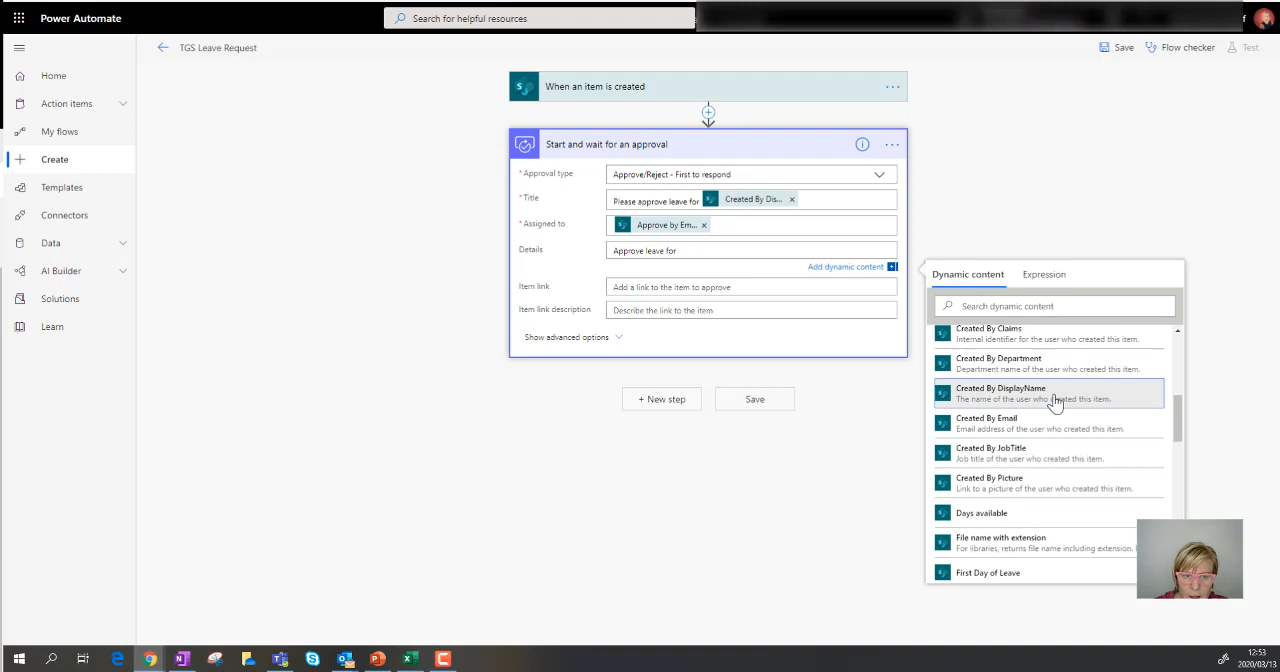 Power Automate
Search for helpful resources
f
TGS Leave Request
Save
Flow checker
Test
Home
Action items
My flows
Create
Templates
Connectors
Data
AI Builder
Solutions
Learn
When an item is created
Start and wait for an approval
* Approval type
Approve/Reject - First to respond
* Title
Please approve leave for
Created By Dis... ×
* Assigned to
Approve by Em... ×
Details
Approve leave for
Add dynamic content
Item link
Add a link to the item to approve
Item link description
Describe the link to the item
Show advanced options
+ New step
Save
Dynamic content
Expression
Search dynamic content
Created By Claims
Internal identifier for the user who created this item.
Created By Department
Department name of the user who created this item.
Created By DisplayName
The name of the user who created this item.
Created By Email
Email address of the user who created this item.
Created By JobTitle
Job title of the user who created this item.
Created By Picture
Link to a picture of the user who created this item.
Days available
File name with extension
For libraries, returns file name including extension.
First Day of Leave
12:53
2020/03/13